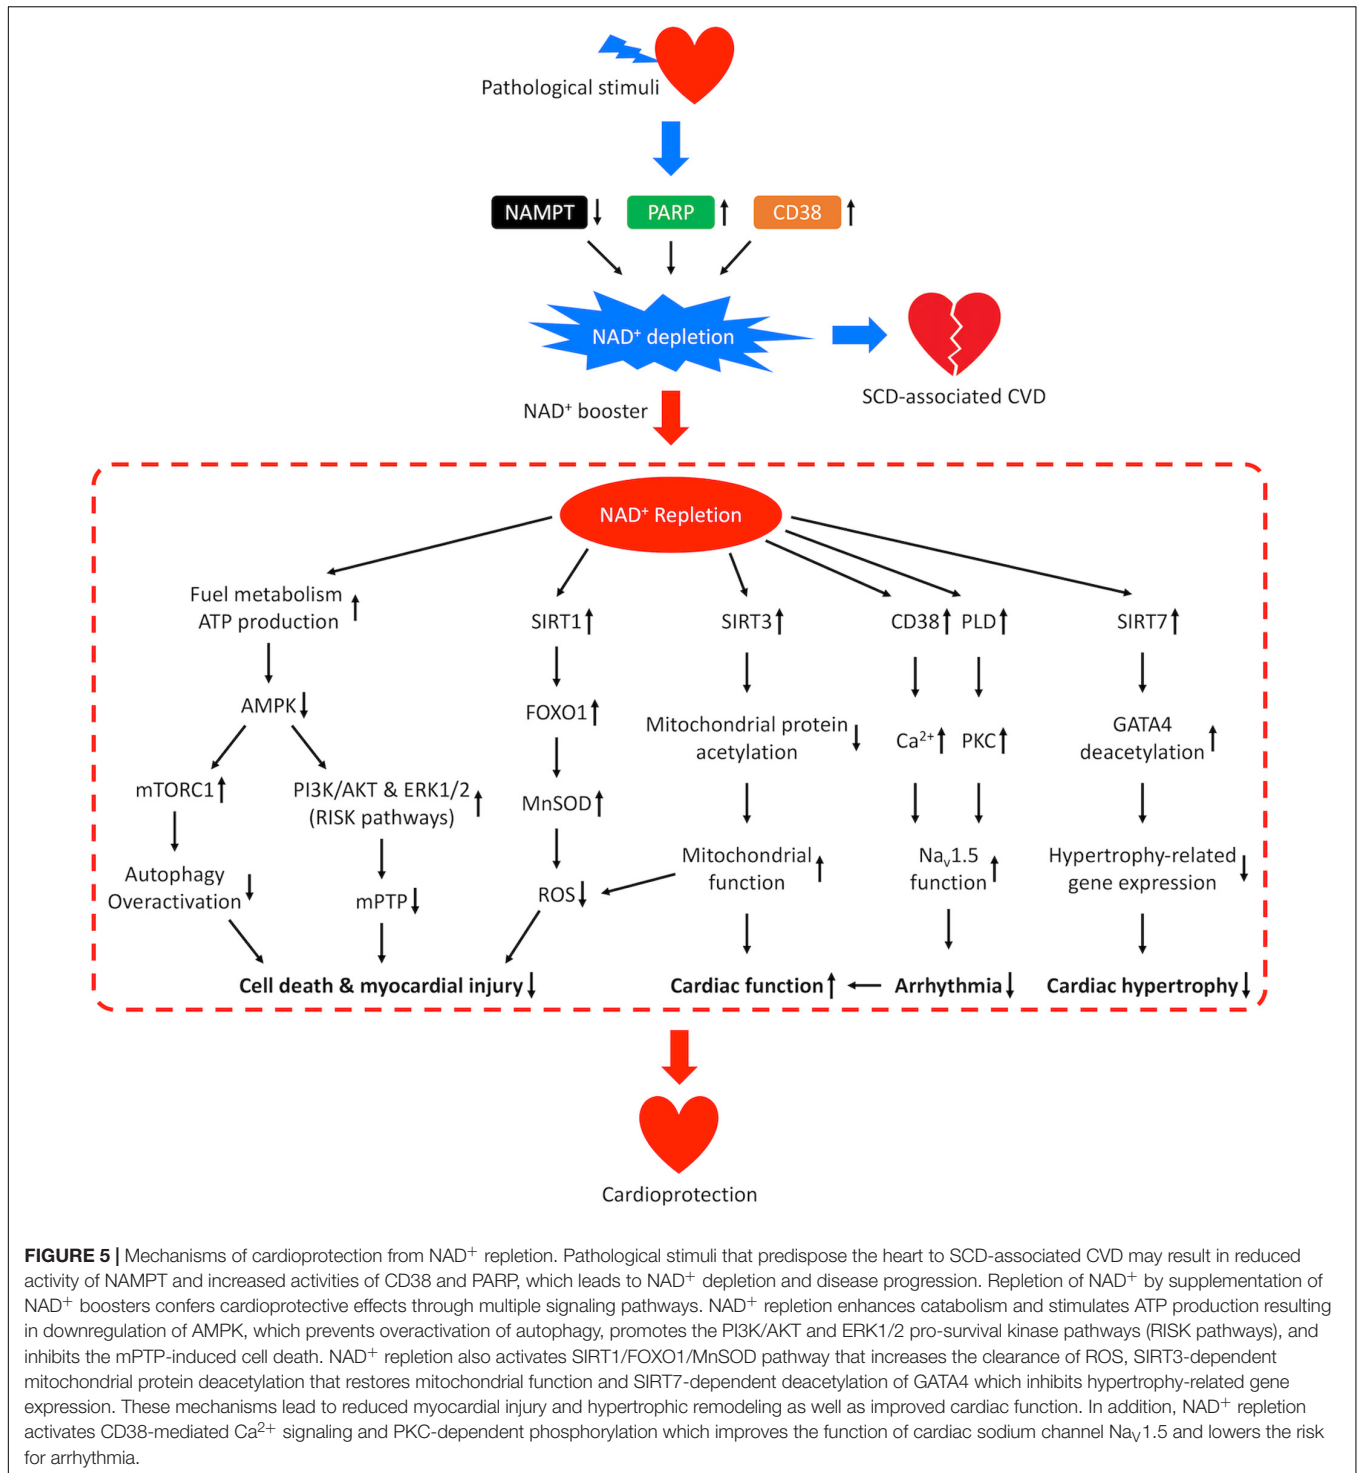 Pathological stimuli
NAMPT PARP CD38
NAD⁺ depletion
SCD-associated CVD
NAD⁺ booster
NAD⁺ Repletion
Fuel metabolism
ATP production
SIRT1
SIRT3
CD38 PLD
SIRT7
AMPK
FOXO1
Mitochondrial protein
acetylation
Ca²⁺ PKC
GATA4
deacetylation
mTORC1
PI3K/AKT & ERK1/2
(RISK pathways)
MnSOD
Autophagy
Overactivation
mPTP
ROS
Mitochondrial
function
Naᵥ1.5
function
Hypertrophy-related
gene expression
Cell death & myocardial injury
Cardiac function
Arrhythmia
Cardiac hypertrophy
Cardioprotection
FIGURE 5 | Mechanisms of cardioprotection from NAD⁺ repletion. Pathological stimuli that predispose the heart to SCD-associated CVD may result in reduced
activity of NAMPT and increased activities of CD38 and PARP, which leads to NAD⁺ depletion and disease progression. Repletion of NAD⁺ by supplementation of
NAD⁺ boosters confers cardioprotective effects through multiple signaling pathways. NAD⁺ repletion enhances catabolism and stimulates ATP production resulting
in downregulation of AMPK, which prevents overactivation of autophagy, promotes the PI3K/AKT and ERK1/2 pro-survival kinase pathways (RISK pathways), and
inhibits the mPTP-induced cell death. NAD⁺ repletion also activates SIRT1/FOXO1/MnSOD pathway that increases the clearance of ROS, SIRT3-dependent
mitochondrial protein deacetylation that restores mitochondrial function and SIRT7-dependent deacetylation of GATA4 which inhibits hypertrophy-related gene
expression. These mechanisms lead to reduced myocardial injury and hypertrophic remodeling as well as improved cardiac function. In addition, NAD⁺ repletion
activates CD38-mediated Ca²⁺ signaling and PKC-dependent phosphorylation which improves the function of cardiac sodium channel Naᵥ1.5 and lowers the risk
for arrhythmia.